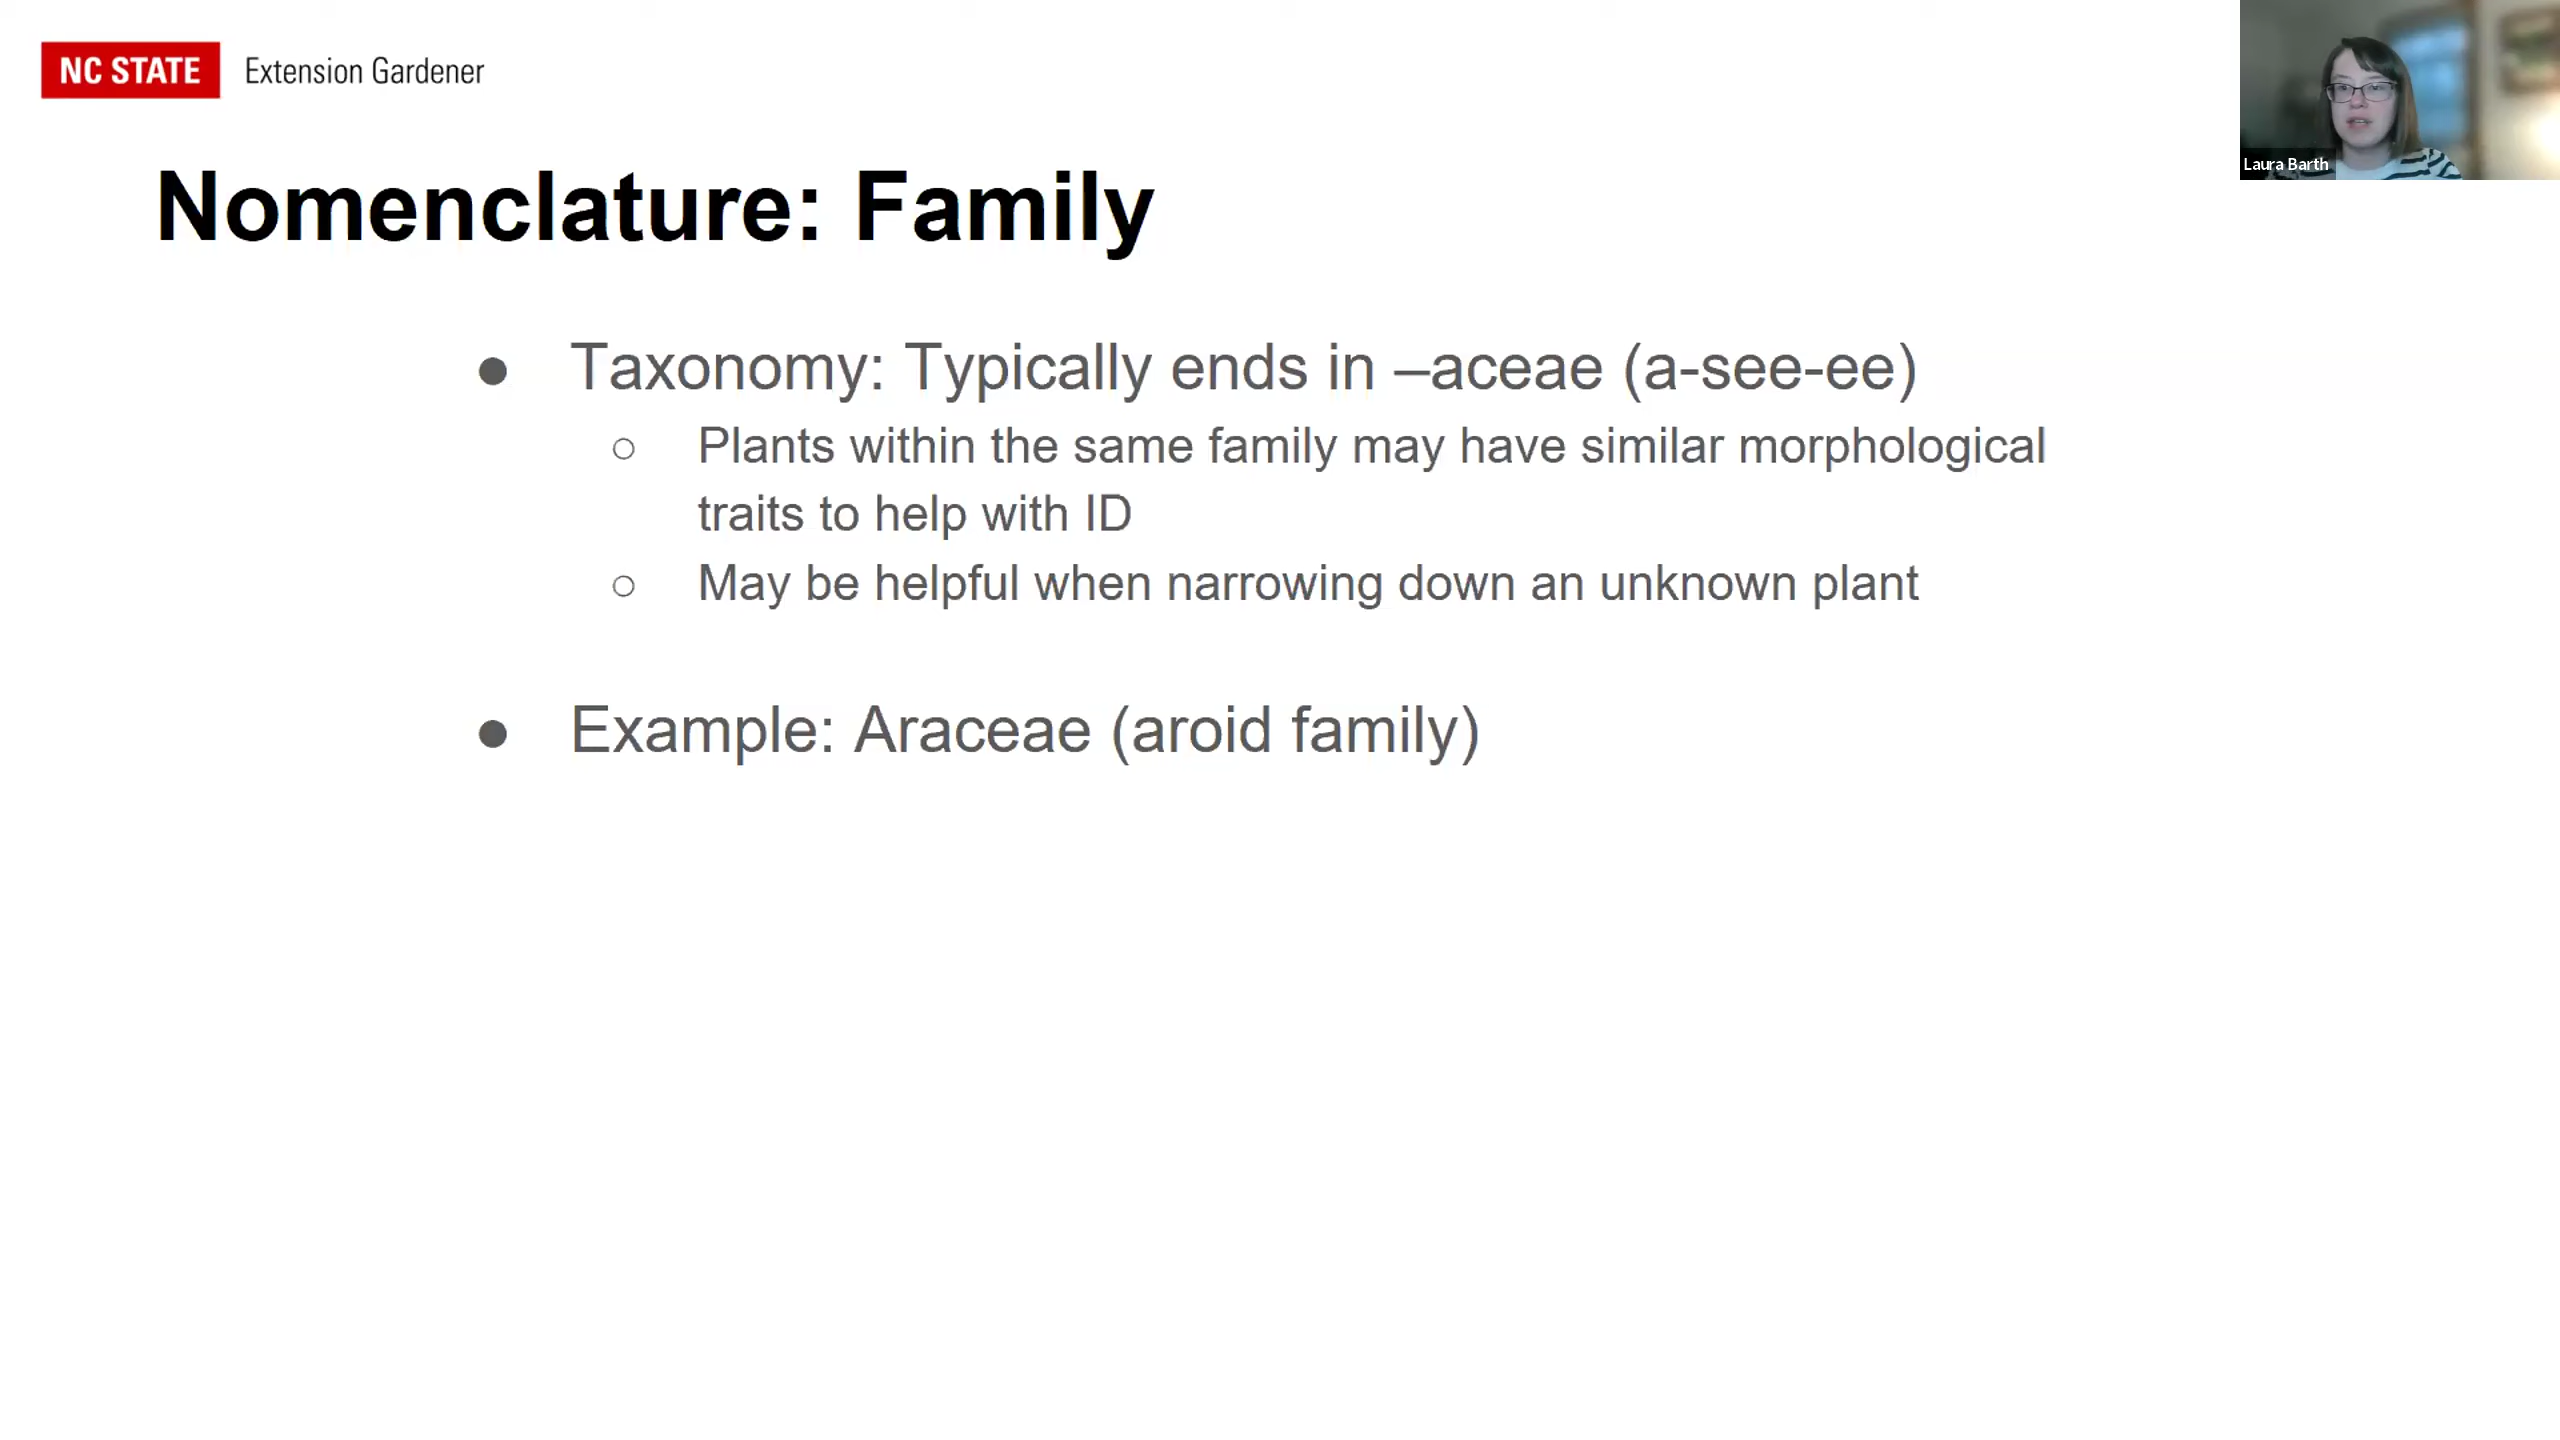 NC STATE Extension Gardener
Laura Barth
Nomenclature: Family
● Taxonomy: Typically ends in –aceae (a-see-ee)
○ Plants within the same family may have similar morphological
traits to help with ID
○ May be helpful when narrowing down an unknown plant
● Example: Araceae (aroid family)